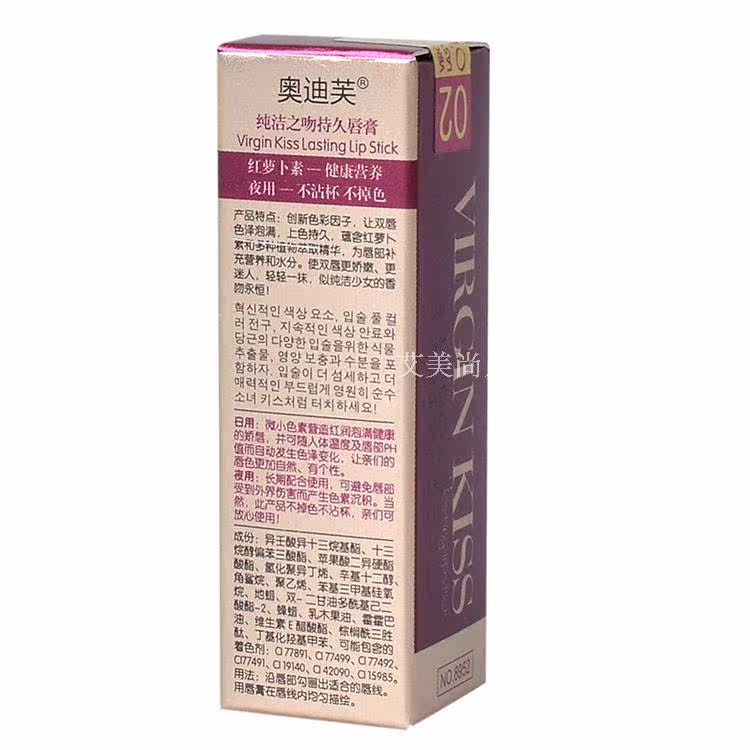 奥迪芙®
纯洁之吻持久唇膏
Virgin Kiss Lasting Lip Stick
红萝卜素 — 健康营养
夜用 — 不沾杯 不掉色
产品特点：创新色彩因子，让双唇
色泽泡满，上色持久，蕴含红萝卜
素和多种植物萃取精华，为唇部补
充营养和水分。使双唇更娇嫩、更
迷人，轻轻一抹，似纯洁少女的香
吻永恒！
혁신적인 색상 요소, 입술 풀 컬
러 전구, 지속적인 색상 안료와
당근의 다양한 입술을위한 식물
추출물, 영양 보충과 수분을 포
함하자. 입술이 더 섬세하고 더
매력적인 부드럽게 영원히 순수
소녀 키스처럼 터치하세요!
日用：微小色素营造红润泡满健康
的娇唇，并可随人体温度及唇部PH
值而自动发生色泽变化，让亲们的
唇色更加自然、有个性。
夜用：长期配合使用，可避免唇部
受到外界伤害而产生色素沉积。当
然，此产品不掉色不沾杯，亲们可
放心使用！
成份：异壬酸异十三烷基酯、十三
烷醇偏苯三酸酯、苹果酸二异硬酯
酸酯、氢化聚异丁烯、辛基十二醇、
角鲨烷、聚乙烯、苯基三甲基硅氧
烷、地蜡、双-二甘油多酰基己二
酸酯-2、蜂蜡、乳木果油、霍霍巴
油、维生素E醋酸酯、棕榈酰三胜
肽、丁基化羟基甲苯、可能包含的
着色剂：CI 77891、CI 77499、CI 77492、
CI77491、CI 19140、CI 42090、CI 15985。
用法：沿唇部勾画出适合的唇线。
用唇膏在唇线内均匀描绘。
02
VIRGIN KISS
NO.8952
艾美尚